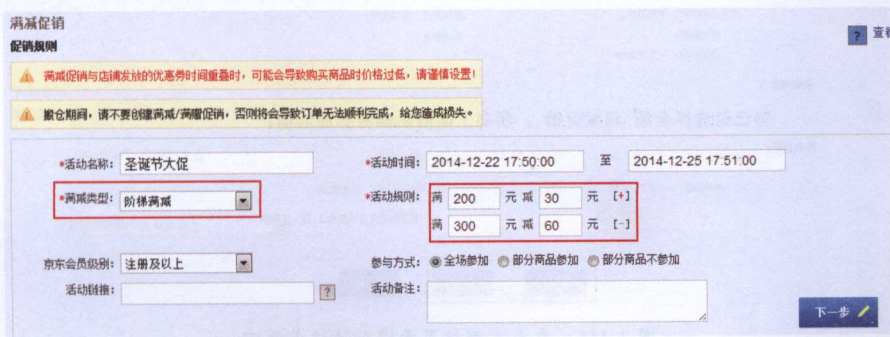 满减促销
促销规则
? 查看
满减促销与店铺发放的优惠券时间重叠时，可能会导致购买商品时价格过低，请谨慎设置！
搬仓期间，请不要创建满减/满赠促销，否则将会导致订单无法顺利完成，给您造成损失。
*活动名称： 圣诞节大促 *活动时间： 2014-12-22 17:50:00 至 2014-12-25 17:51:00
*满减类型： 阶梯满减 *活动规则： 满 200 元 减 30 元 [+]
满 300 元 减 60 元 [-]
京东会员级别： 注册及以上 参与方式： 全场参加 部分商品参加 部分商品不参加
活动链接： ? 活动备注：
下一步